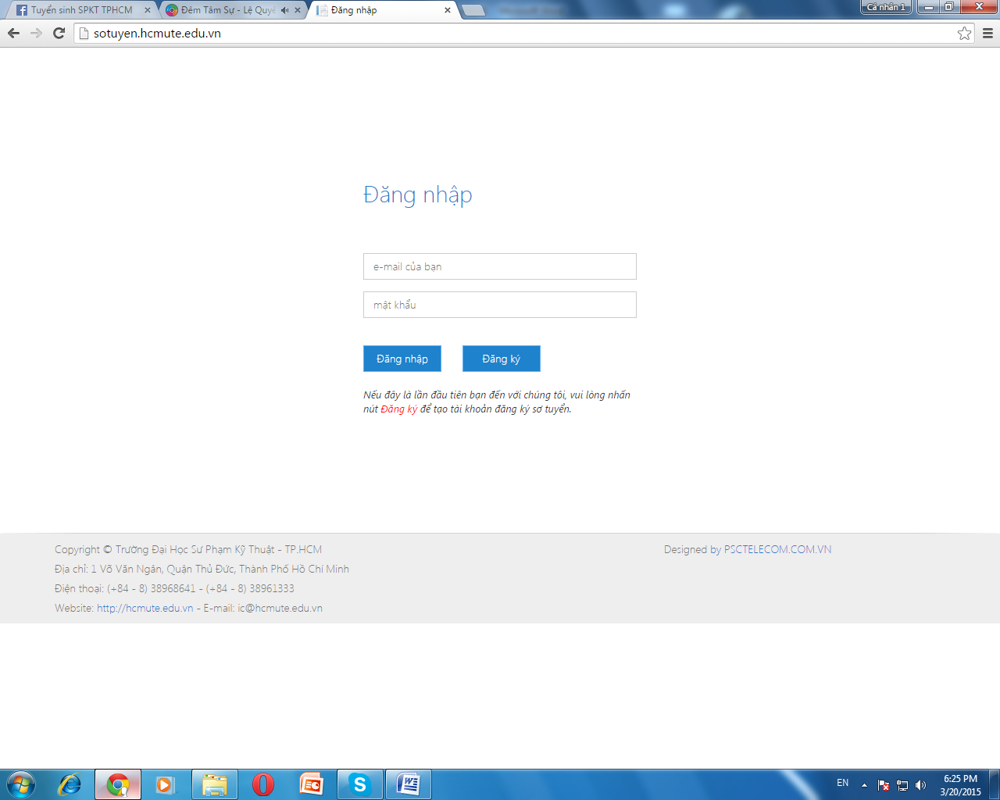 Tuyển sinh SPKT TPHCM
Đêm Tâm Sự - Lệ Quyê
Đăng nhập
Cá nhân 1
sotuyen.hcmute.edu.vn
Đăng nhập
e-mail của bạn
mật khẩu
Đăng nhập
Đăng ký
Nếu đây là lần đầu tiên bạn đến với chúng tôi, vui lòng nhấn
nút Đăng ký để tạo tài khoản đăng ký sơ tuyển.
Copyright © Trường Đại Học Sư Phạm Kỹ Thuật - TP.HCM
Designed by PSCTELECOM.COM.VN
Địa chỉ: 1 Võ Văn Ngân, Quận Thủ Đức, Thành Phố Hồ Chí Minh
Điện thoại: (+84 - 8) 38968641 - (+84 - 8) 38961333
Website: http://hcmute.edu.vn - E-mail: ic@hcmute.edu.vn
EN
6:25 PM
3/20/2015